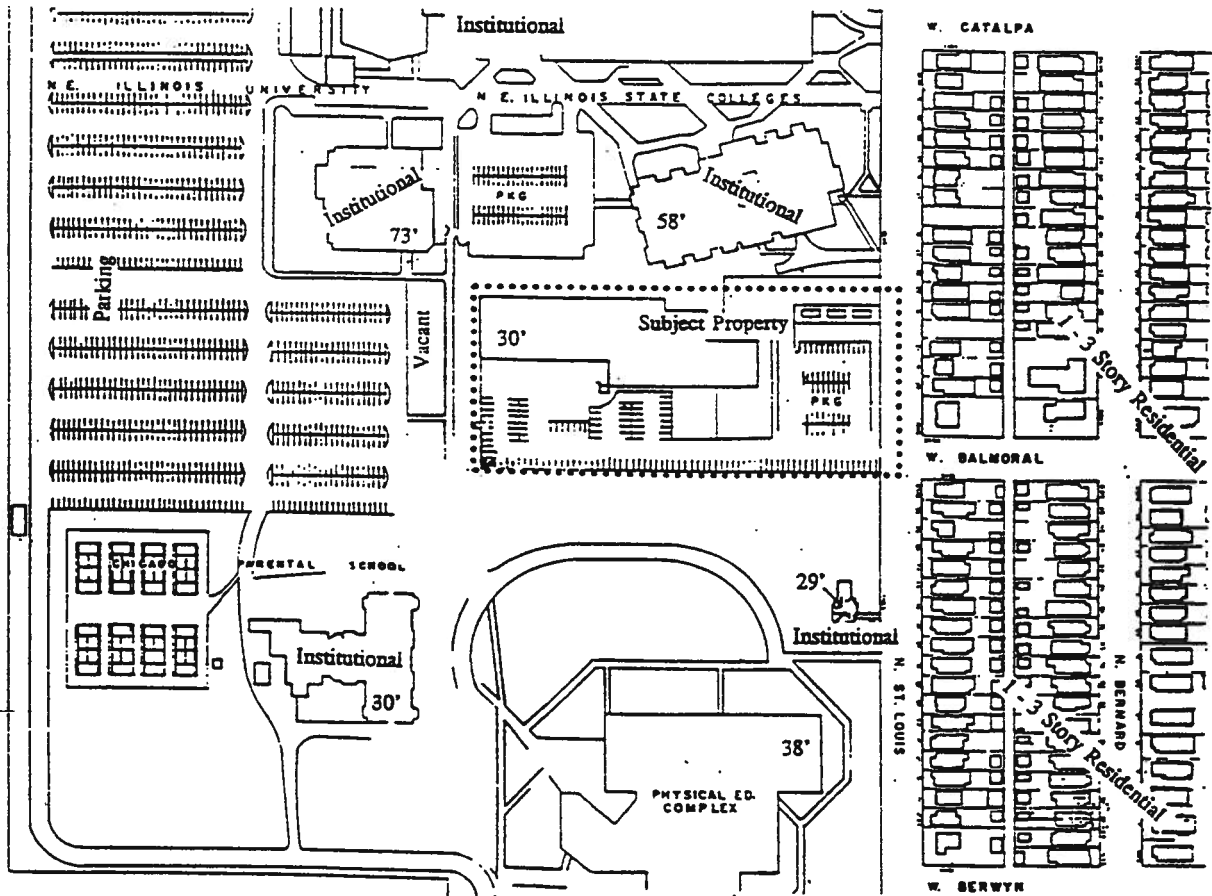 Institutional
W. CATALPA
N E. ILLINOIS UNIVERSITY
N E. ILLINOIS STATE COLLEGES
Institutional
73'
PKG
Institutional
58'
Parking
Vacant
30'
Subject Property
PKG
1 - 3 Story Residential
W. BALMORAL
CHICAGO PARENTAL SCHOOL
29'
Institutional
Institutional
30'
N. ST. LOUIS
N. BERNARD
1 - 3 Story Residential
38'
PHYSICAL ED.
COMPLEX
W. BERWYN